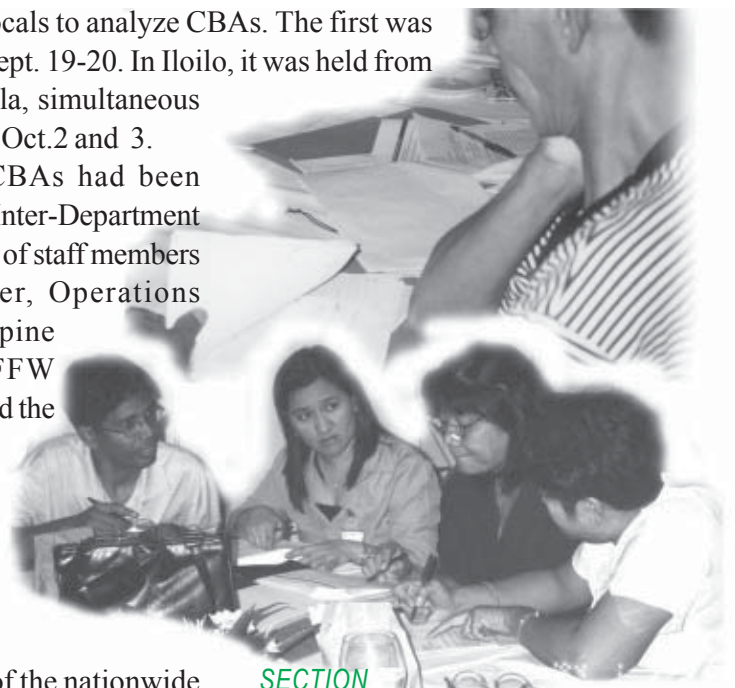 ocals to analyze CBAs. The first was
ept. 19-20. In Iloilo, it was held from
la, simultaneous
Oct.2 and 3.
CBAs had been
Inter-Department
of staff members
er, Operations
pine
FFW
d the
of the nationwide
SECTION